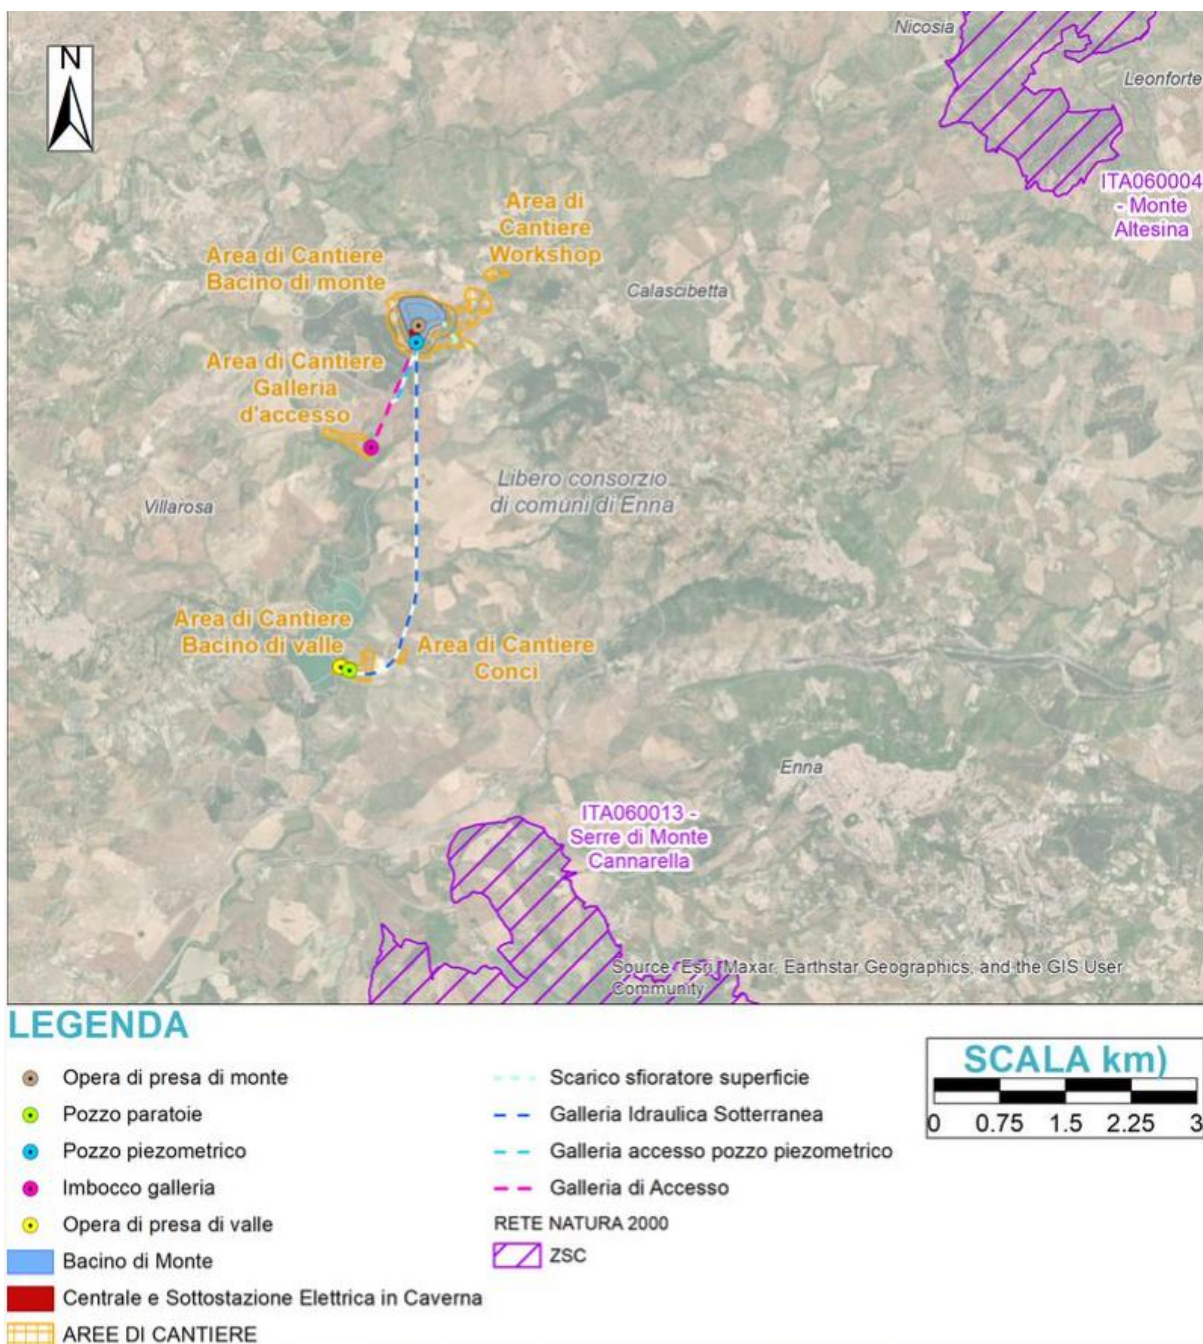 N
Nicosia
Leonforte
ITA060004
- Monte
Altesina
Area di
Cantiere
Workshop
Area di Cantiere
Bacino di monte
Calascibetta
Area di Cantiere
Galleria
d'accesso
Libero consorzio
di comuni di Enna
Villarosa
Area di Cantiere
Bacino di valle
Area di Cantiere
Conci
Enna
ITA060013 -
Serre di Monte
Cannarella
Source: Esri, Maxar, Earthstar Geographics, and the GIS User
Community
LEGENDA
Opera di presa di monte
Pozzo paratoie
Pozzo piezometrico
Imbocco galleria
Opera di presa di valle
Bacino di Monte
Centrale e Sottostazione Elettrica in Caverna
AREE DI CANTIERE
Scarico sfioratore superficie
Galleria Idraulica Sotterranea
Galleria accesso pozzo piezometrico
Galleria di Accesso
RETE NATURA 2000
ZSC
SCALA km)
0 0.75 1.5 2.25 3